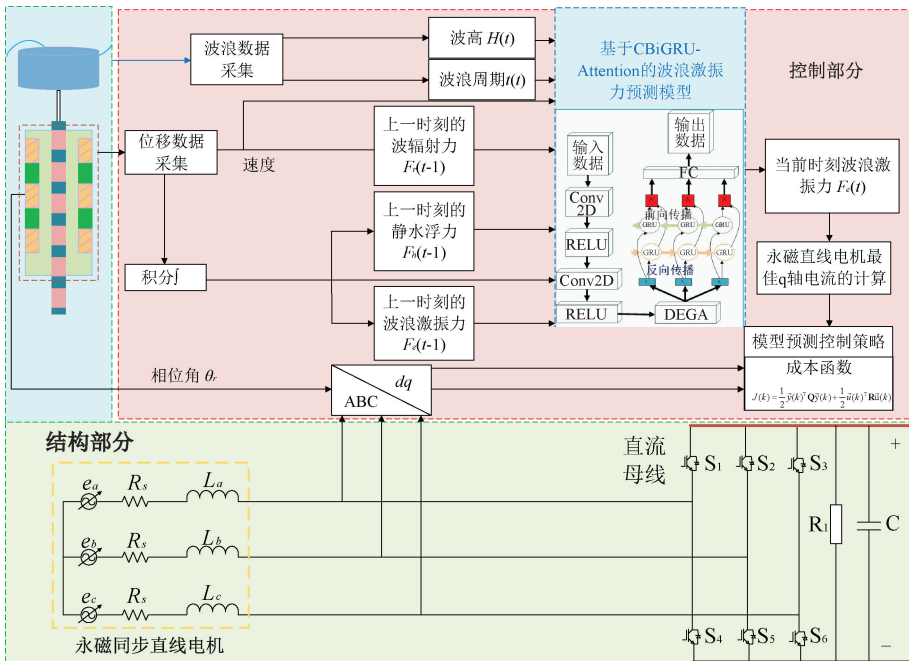 波浪数据
采集
波高 H(t)
波浪周期t(t)
基于CBiGRU-
Attention的波浪激振
力预测模型
控制部分
位移数据
采集
速度
上一时刻的
波辐射力
Fr(t-1)
上一时刻的
静水浮力
Fh(t-1)
上一时刻的
波浪激振力
Fe(t-1)
积分∫
输入
数据
Conv
2D
RELU
Conv2D
RELU
DEGA
输出
数据
FC
前向传播
GRU
GRU
GRU
GRU
GRU
GRU
反向传播
当前时刻波浪激
振力 Fe(t)
永磁直线电机最
佳q轴电流的计算
模型预测控制策略
成本函数
J(k)=½ỹ(k)ᵀQỹ(k)+½ũ(k)ᵀRũ(k)
相位角 θr
dq
ABC
结构部分
ea Rs La
eb Rs Lb
ec Rs Lc
永磁同步直线电机
直流
母线
S1
S2
S3
+
R1
C
S4
S5
S6
−